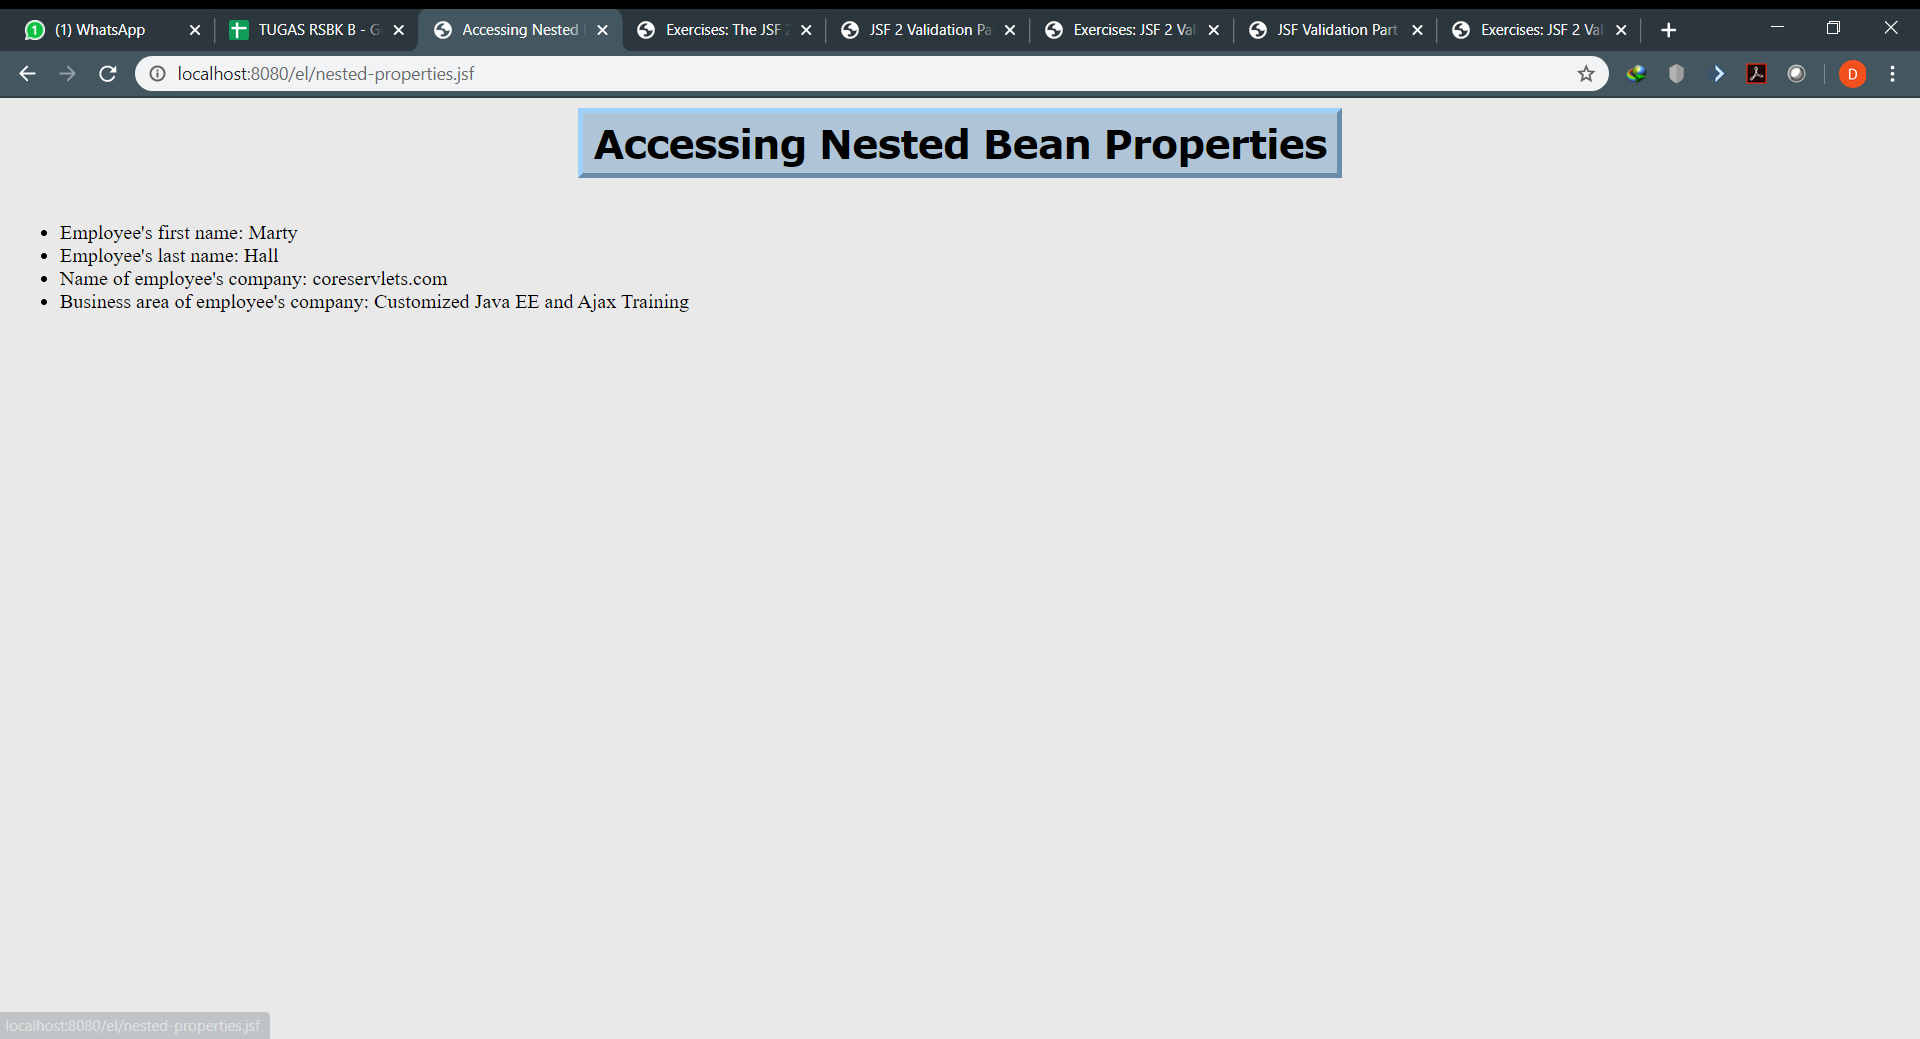 (1) WhatsApp
TUGAS RSBK B - G
Accessing Nested
Exercises: The JSF 2
JSF 2 Validation Pa
Exercises: JSF 2 Val
JSF Validation Part
Exercises: JSF 2 Val
localhost:8080/el/nested-properties.jsf
D
Accessing Nested Bean Properties
• Employee's first name: Marty
• Employee's last name: Hall
• Name of employee's company: coreservlets.com
• Business area of employee's company: Customized Java EE and Ajax Training
localhost:8080/el/nested-properties.jsf